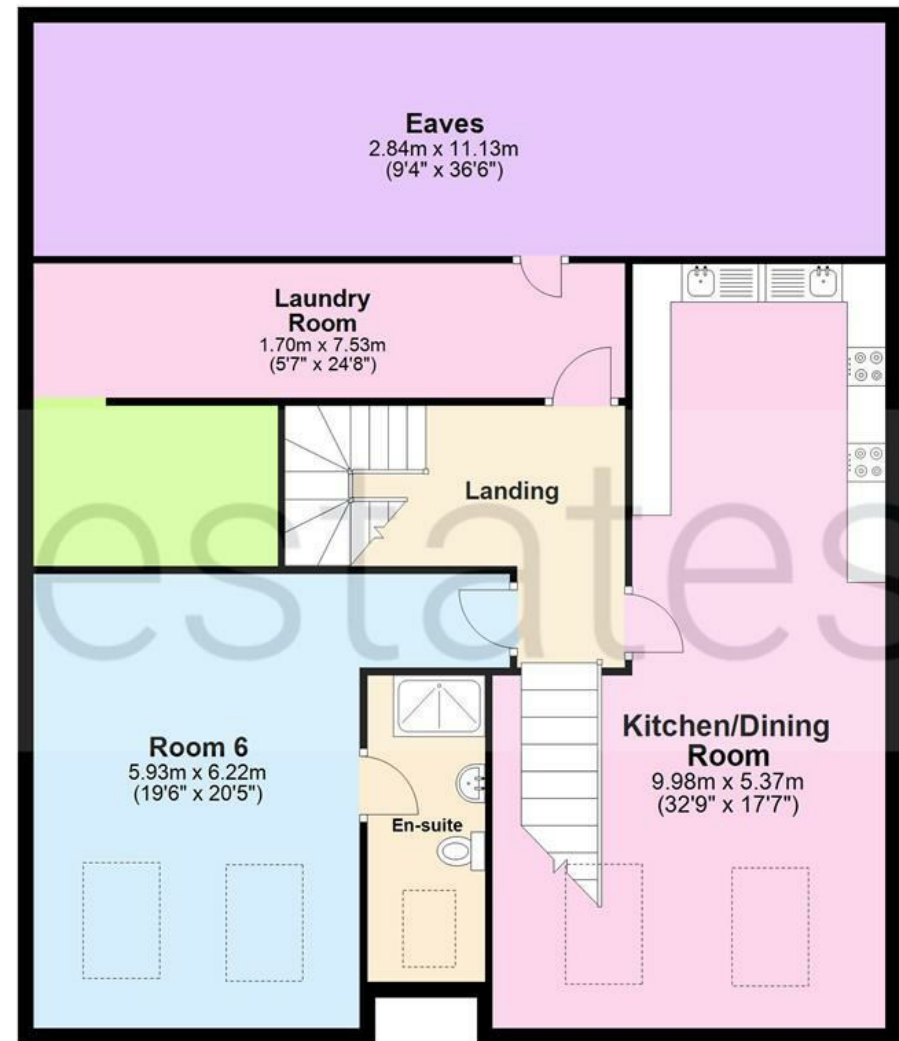 Eaves
2.84m x 11.13m
(9'4" x 36'6")
Laundry
Room
1.70m x 7.53m
(5'7" x 24'8")
Landing
estates
Kitchen/Dining
Room
9.98m x 5.37m
(32'9" x 17'7")
Room 6
5.93m x 6.22m
(19'6" x 20'5")
En-suite